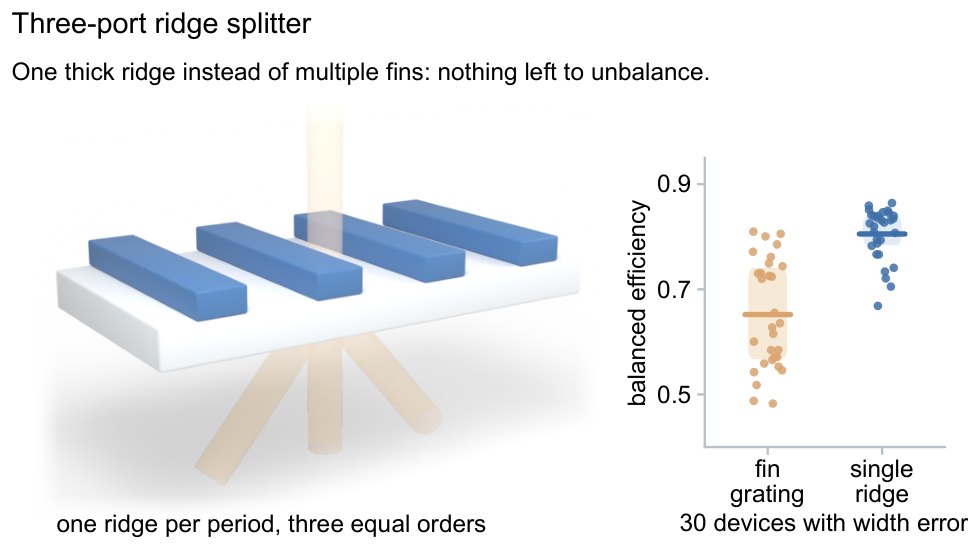 Three-port ridge splitter
One thick ridge instead of multiple fins: nothing left to unbalance.
one ridge per period, three equal orders
balanced efficiency
0.9
0.7
0.5
fin
grating
single
ridge
30 devices with width error